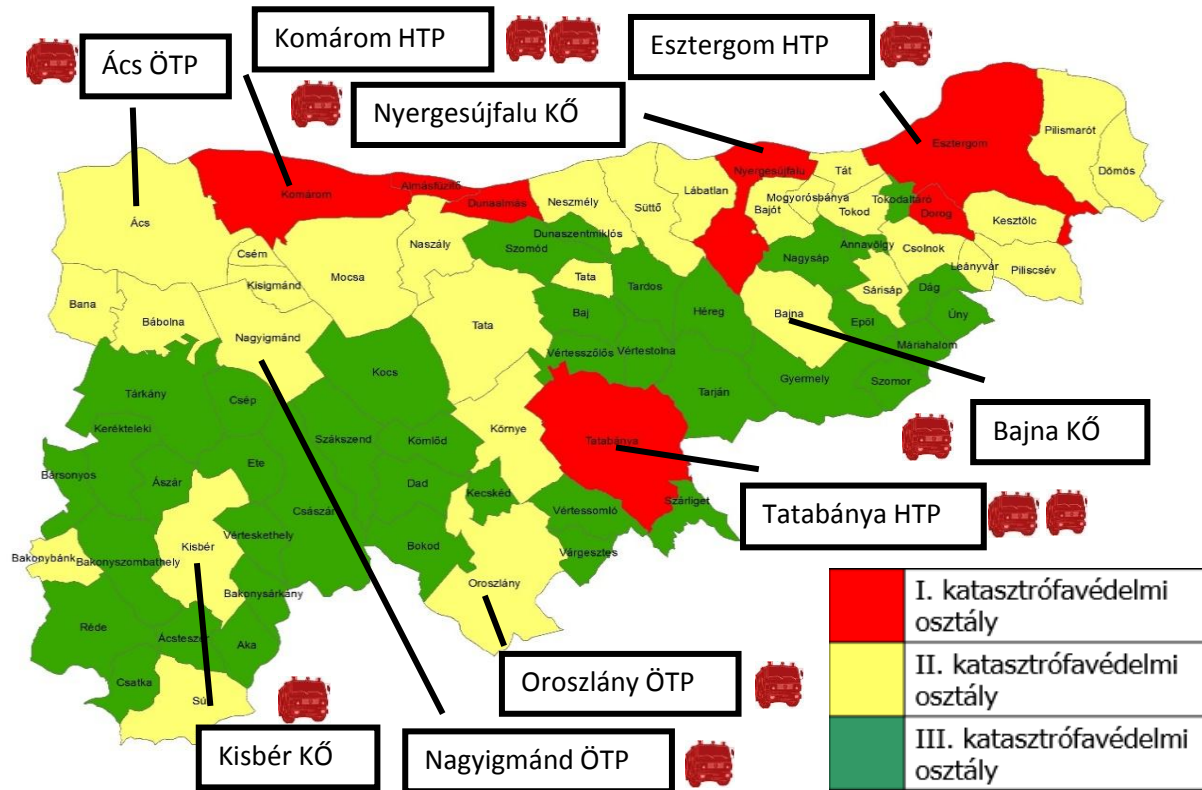 Komárom HTP
Esztergom HTP
Ács ÖTP
Nyergesújfalu KŐ
Pilismarót
Esztergom
Dömös
Nyergesújfalu
Tát
Komárom
Almásfüzitő
Lábatlan
Mogyorósbánya
Tokodaltáró
Dunaalmás
Neszmély
Süttő
Bajót
Tokod
Dorog
Kesztölc
Ács
Dunaszentmiklós
Annavölgy
Csolnok
Naszály
Szomód
Csém
Mocsa
Nagysáp
Leányvár
Piliscsév
Kisigmánd
Tata
Tardos
Sárisáp
Dág
Bana
Bábolna
Nagyigmánd
Tata
Baj
Héreg
Bajna
Epöl
Úny
Máriahalom
Vértesszőlős
Vértestolna
Kocs
Gyermely
Szomor
Tárkány
Csép
Tarján
Kerékteleki
Szákszend
Kömlőd
Környe
Tatabánya
Bajna KŐ
Bársonyos
Ászár
Ete
Dad
Kecskéd
Szárliget
Császár
Vértessomló
Tatabánya HTP
Kisbér
Vérteskethely
Bokod
Várgesztes
Bakonybánk
Bakonyszombathely
Oroszlány
Bakonysárkány
I. katasztrófavédelmi
osztály
Réde
Ácsteszér
Aka
Csatka
Oroszlány ÖTP
II. katasztrófavédelmi
osztály
Kisbér KŐ
Nagyigmánd ÖTP
III. katasztrófavédelmi
osztály